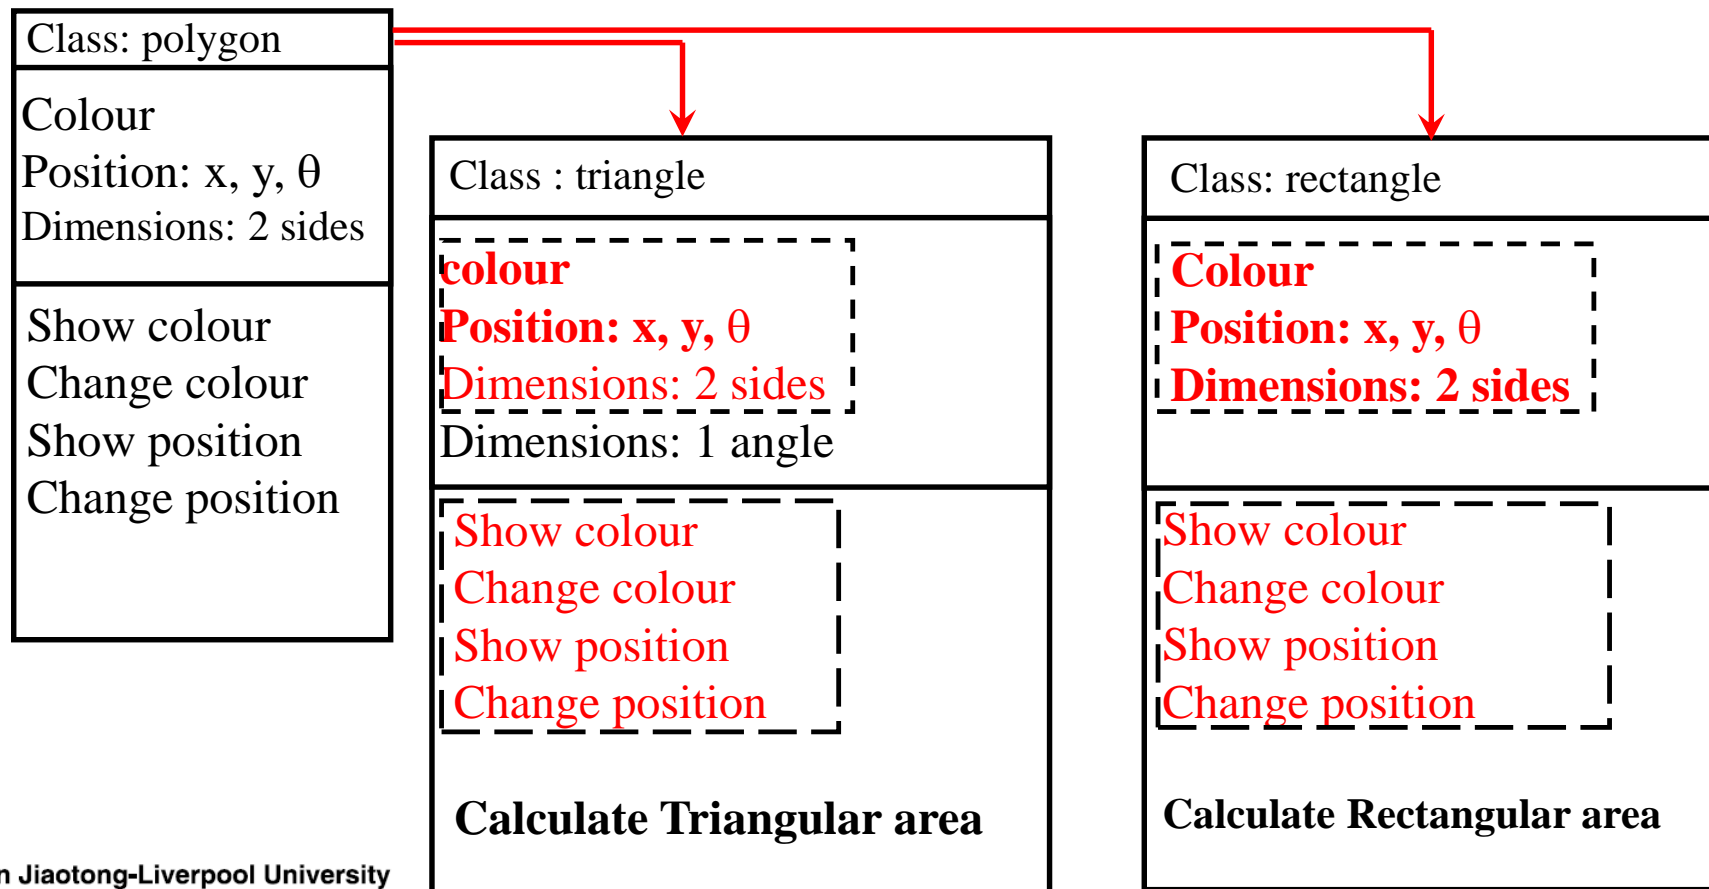 Class: polygon
Colour
Position: x, y, θ
Dimensions: 2 sides
Show colour
Change colour
Show position
Change position
Class : triangle
colour
Position: x, y, θ
Dimensions: 2 sides
Dimensions: 1 angle
Show colour
Change colour
Show position
Change position
Calculate Triangular area
Class: rectangle
Colour
Position: x, y, θ
Dimensions: 2 sides
Show colour
Change colour
Show position
Change position
Calculate Rectangular area
n Jiaotong-Liverpool University